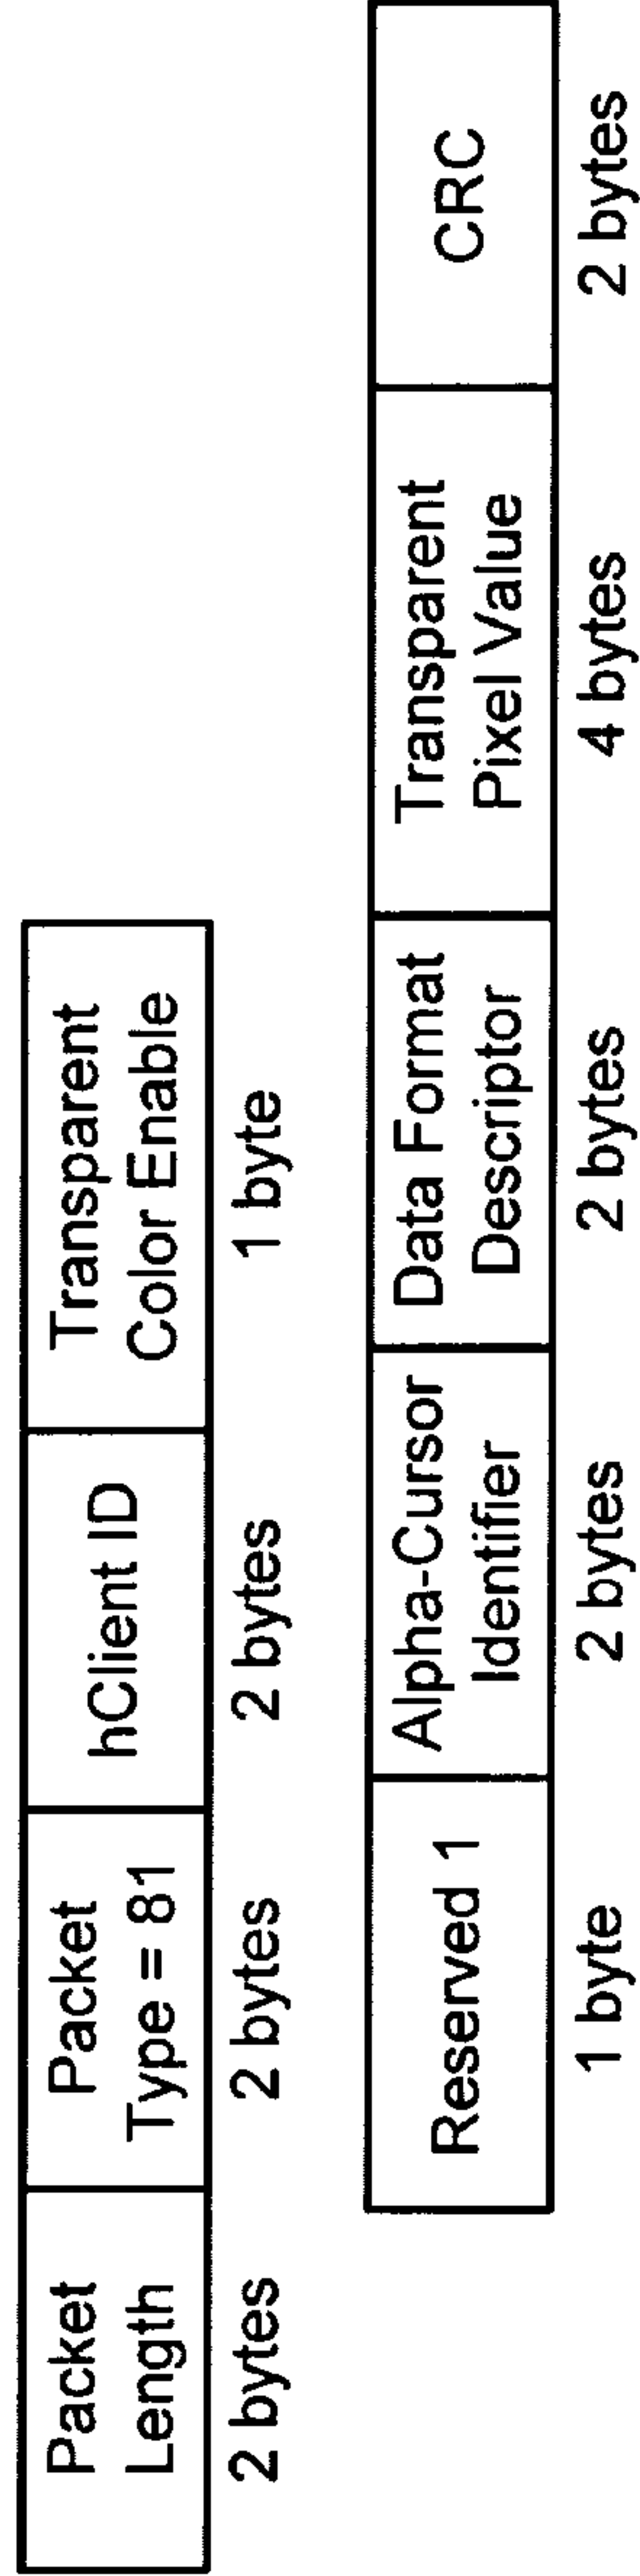 Packet
Length
2 bytes
Packet
Type = 81
2 bytes
hClient ID
2 bytes
Transparent
Color Enable
1 byte
Reserved 1
1 byte
Alpha-Cursor
Identifier
2 bytes
Data Format
Descriptor
2 bytes
Transparent
Pixel Value
4 bytes
CRC
2 bytes